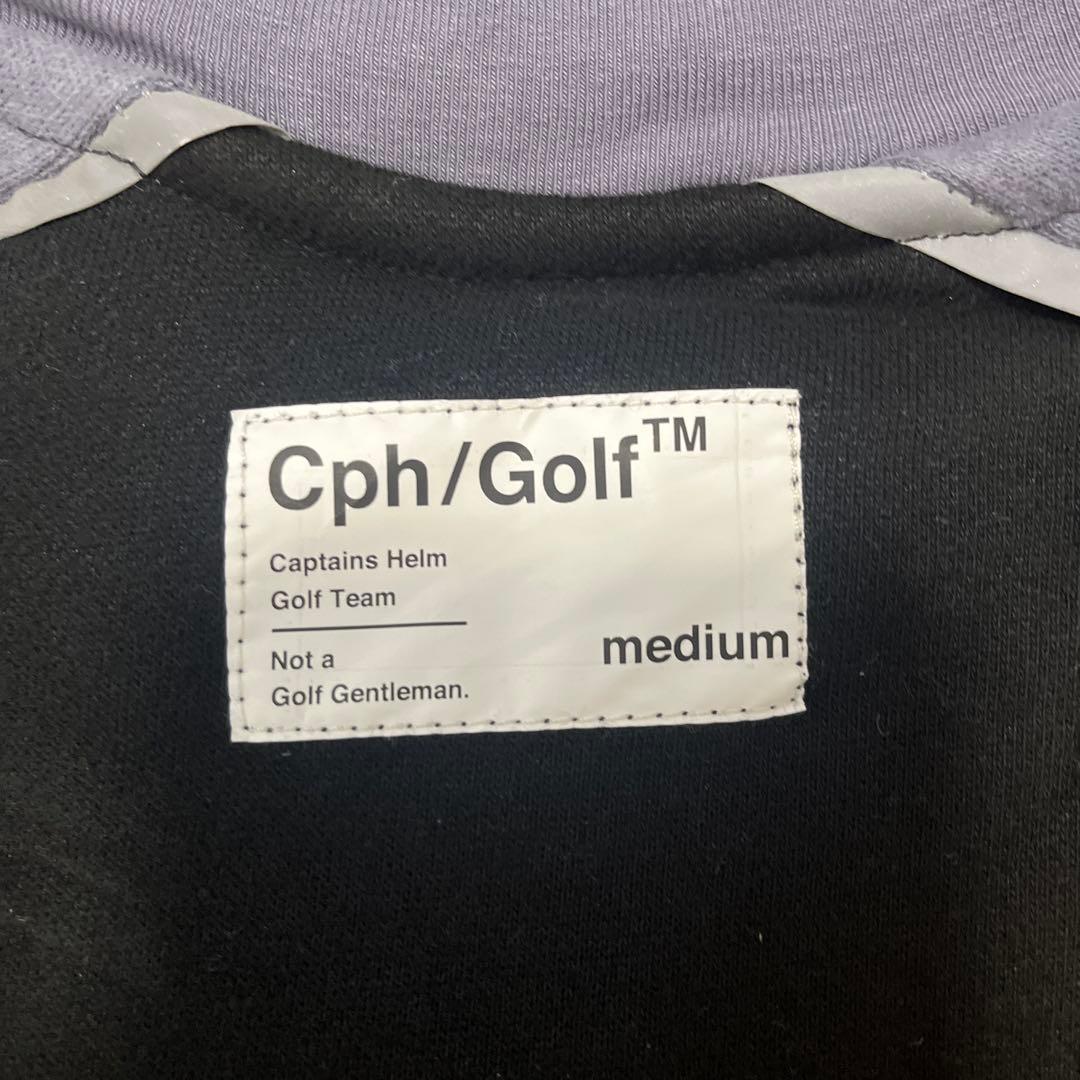 Cph/Golf™
Captains Helm
Golf Team
Not a
Golf Gentleman.
medium